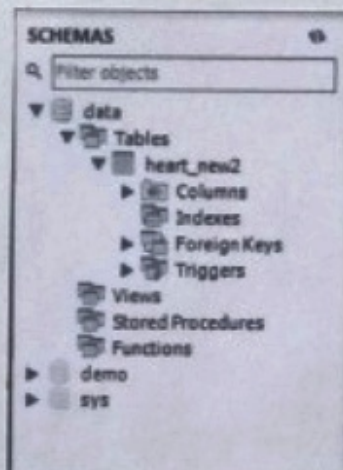 SCHEMAS
Filter objects
data
Tables
heart_new2
Columns
Indexes
Foreign Keys
Triggers
Views
Stored Procedures
Functions
demo
sys